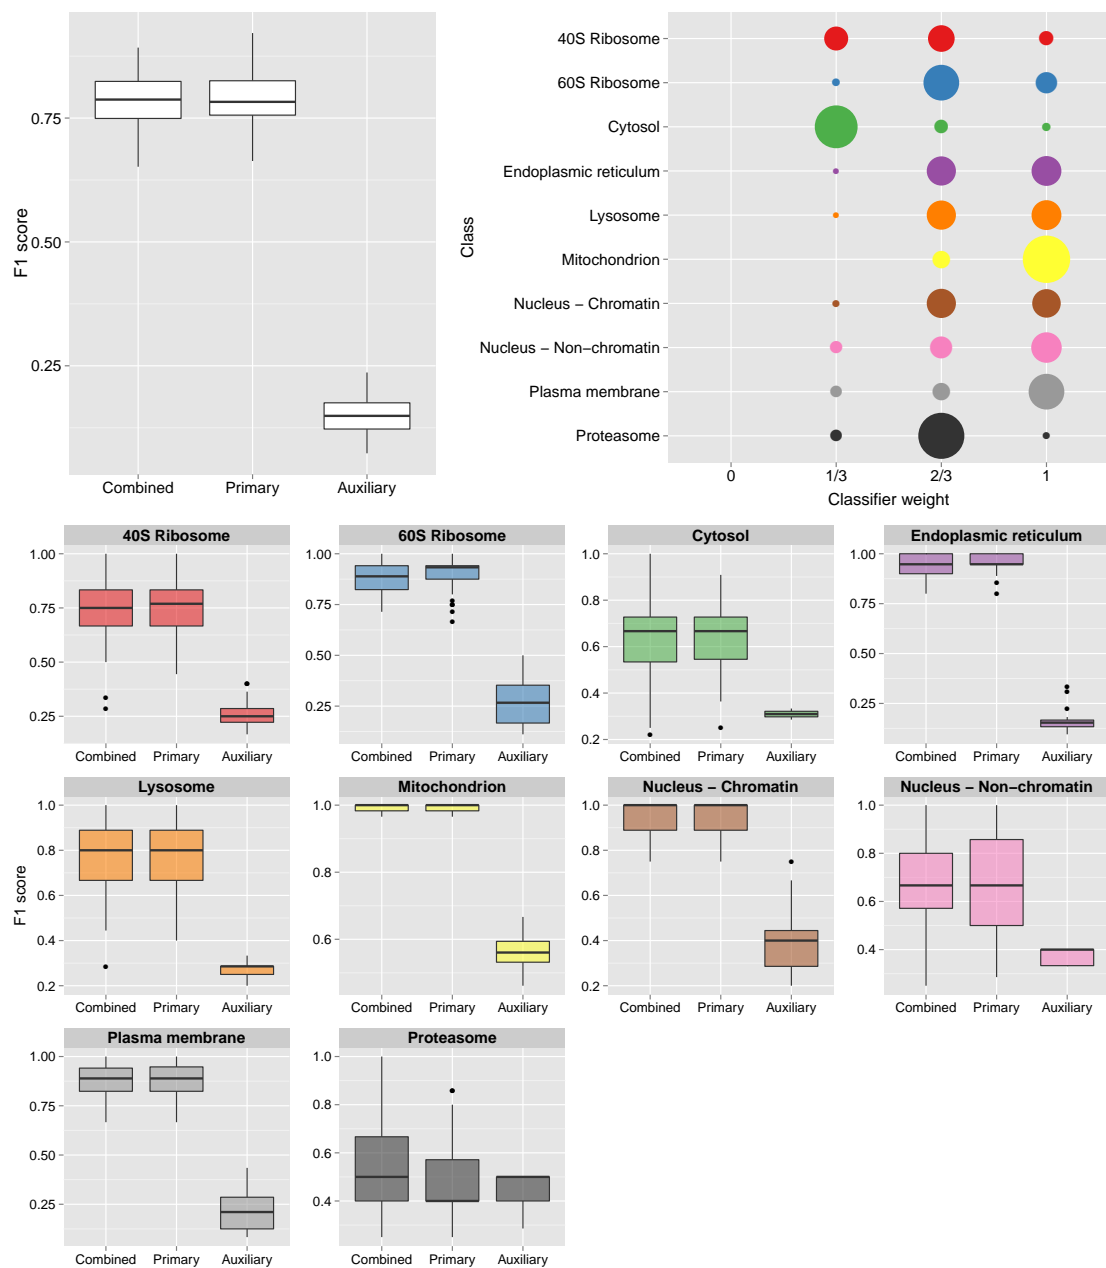 F1 score
0.75
0.50
0.25
Combined
Primary
Auxiliary
Class
40S Ribosome
60S Ribosome
Cytosol
Endoplasmic reticulum
Lysosome
Mitochondrion
Nucleus − Chromatin
Nucleus − Non−chromatin
Plasma membrane
Proteasome
0
1/3
2/3
1
Classifier weight
F1 score
40S Ribosome
1.00
0.75
0.50
0.25
Combined
Primary
Auxiliary
60S Ribosome
1.00
0.75
0.50
0.25
Combined
Primary
Auxiliary
Cytosol
1.0
0.8
0.6
0.4
0.2
Combined
Primary
Auxiliary
Endoplasmic reticulum
1.00
0.75
0.50
0.25
Combined
Primary
Auxiliary
Lysosome
1.0
0.8
0.6
0.4
0.2
Combined
Primary
Auxiliary
Mitochondrion
1.0
0.8
0.6
Combined
Primary
Auxiliary
Nucleus − Chromatin
1.0
0.8
0.6
0.4
0.2
Combined
Primary
Auxiliary
Nucleus − Non−chromatin
1.0
0.8
0.6
0.4
Combined
Primary
Auxiliary
Plasma membrane
1.00
0.75
0.50
0.25
Combined
Primary
Auxiliary
Proteasome
1.0
0.8
0.6
0.4
Combined
Primary
Auxiliary